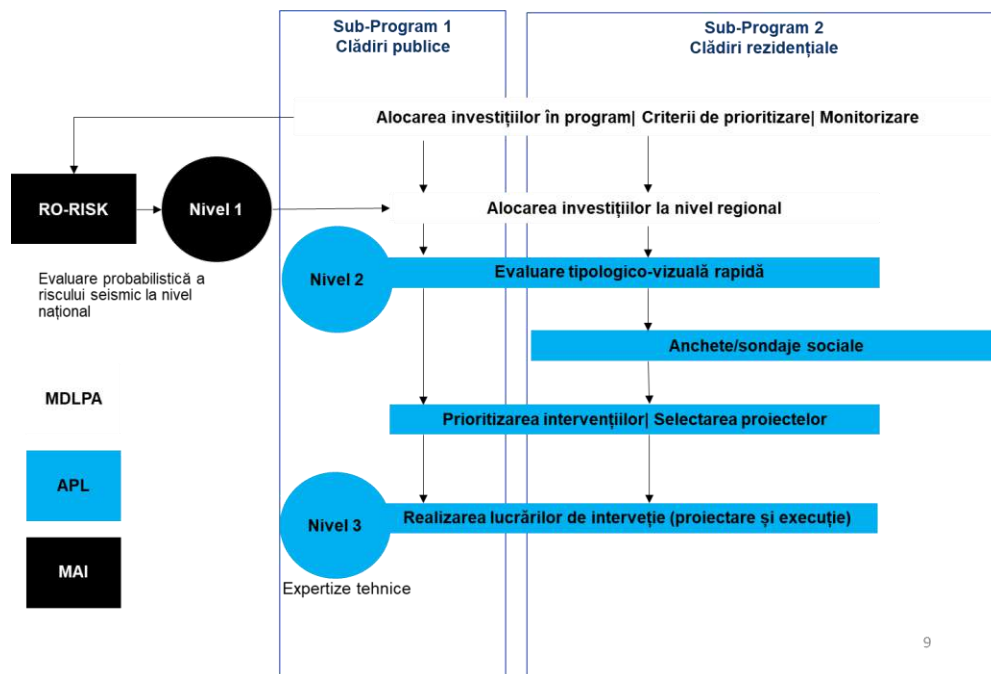 Sub-Program 1
Clădiri publice
Sub-Program 2
Clădiri rezidențiale
Alocarea investițiilor în program| Criterii de prioritizare| Monitorizare
RO-RISK
Nivel 1
Alocarea investițiilor la nivel regional
Evaluare probabilistică a
riscului seismic la nivel
național
Nivel 2
Evaluare tipologico-vizuală rapidă
Anchete/sondaje sociale
MDLPA
Prioritizarea intervențiilor| Selectarea proiectelor
APL
Nivel 3
Realizarea lucrărilor de interveție (proiectare și execuție)
MAI
Expertize tehnice
9